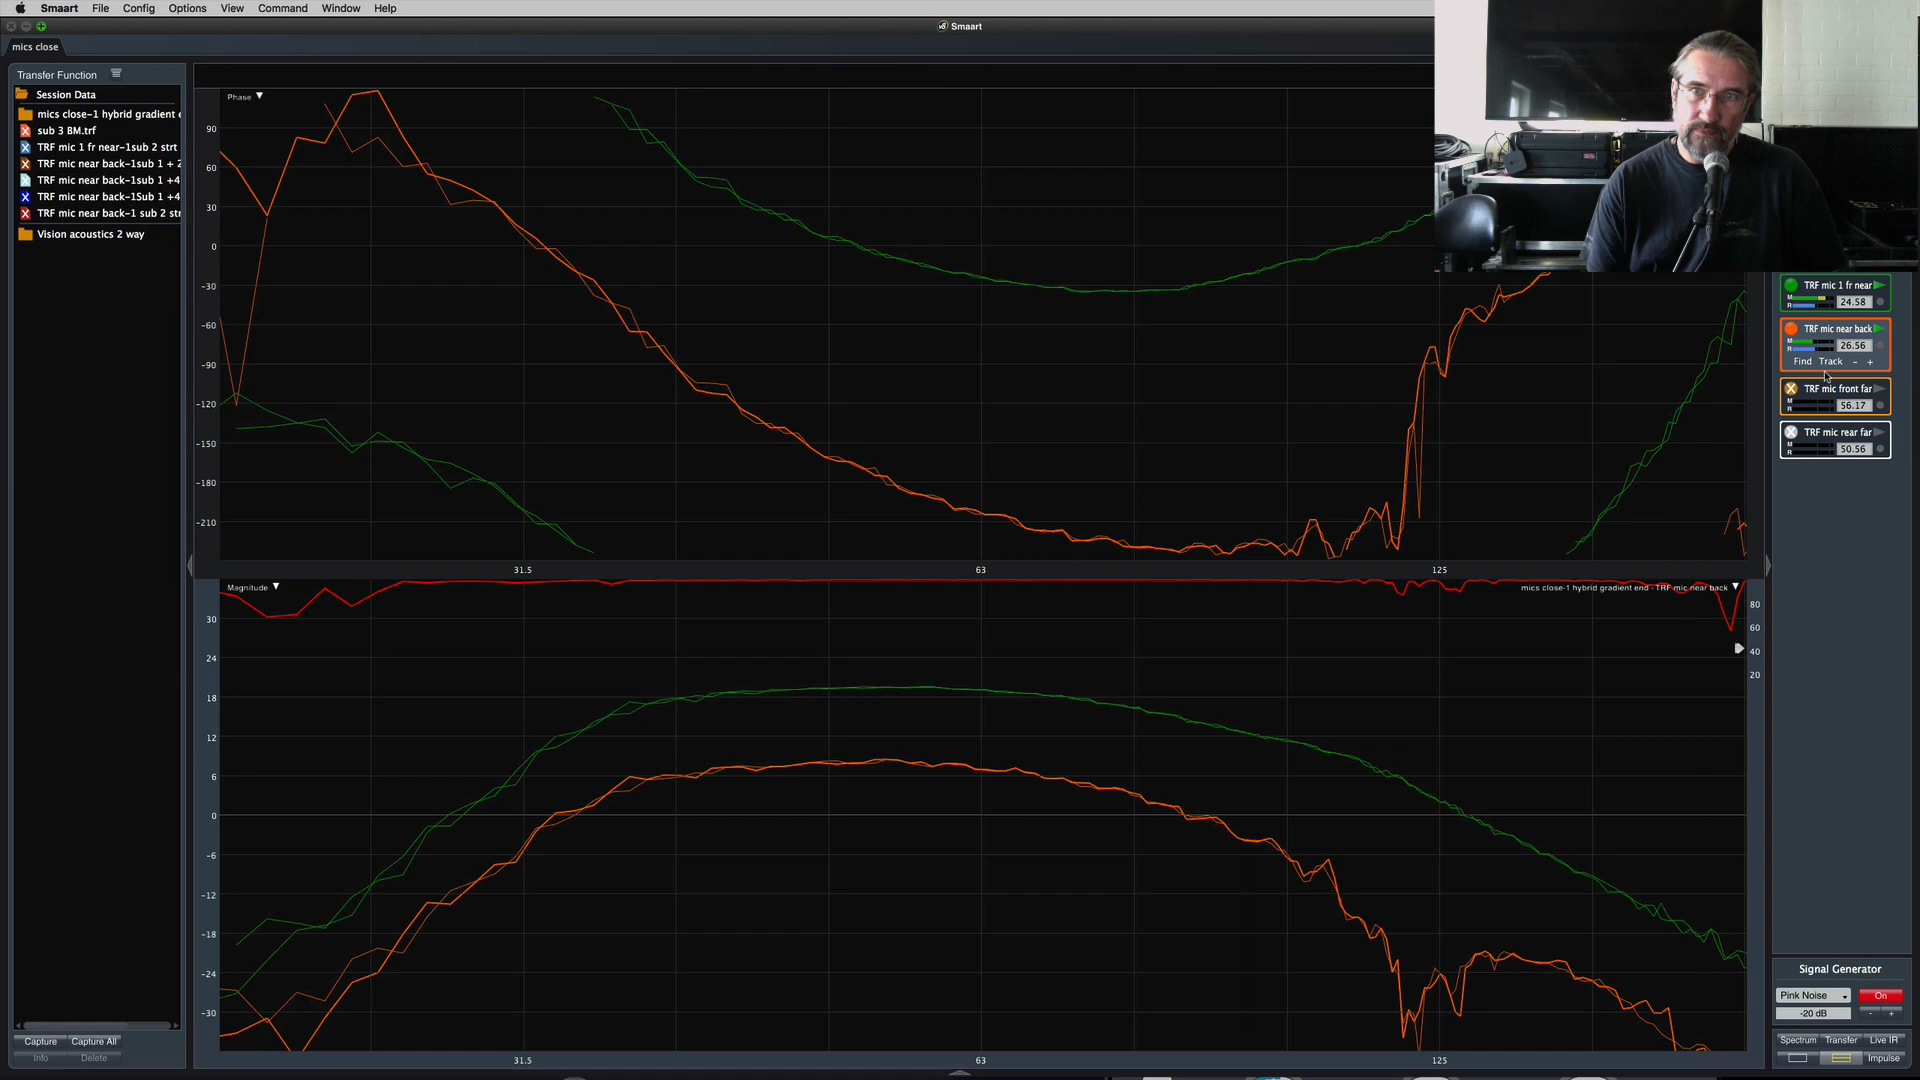 Smaart File Config Options View Command Window Help
Smaart
mics close
Transfer Function
Session Data
mics close-1 hybrid gradient e
sub 3 BM.trf
TRF mic 1 fr near-1sub 2 strt
TRF mic near back-1sub 1 + 2
TRF mic near back-1sub 1 +4
TRF mic near back-1Sub 1 +4
TRF mic near back-1 sub 2 str
Vision acoustics 2 way
Capture Capture All
Info Delete
Phase
90
60
30
0
-30
-60
-90
-120
-150
-180
-210
31.5 63 125
Magnitude
mics close-1 hybrid gradient end - TRF mic near back
30
24
18
12
6
0
-6
-12
-18
-24
-30
80
60
40
20
31.5 63 125
TRF mic 1 fr near
M
R 24.58
TRF mic near back
M
R 26.56
Find Track - +
TRF mic front far
M
R 56.17
TRF mic rear far
M
R 50.56
Signal Generator
Pink Noise On
-20 dB - +
Spectrum Transfer Live IR
Impulse